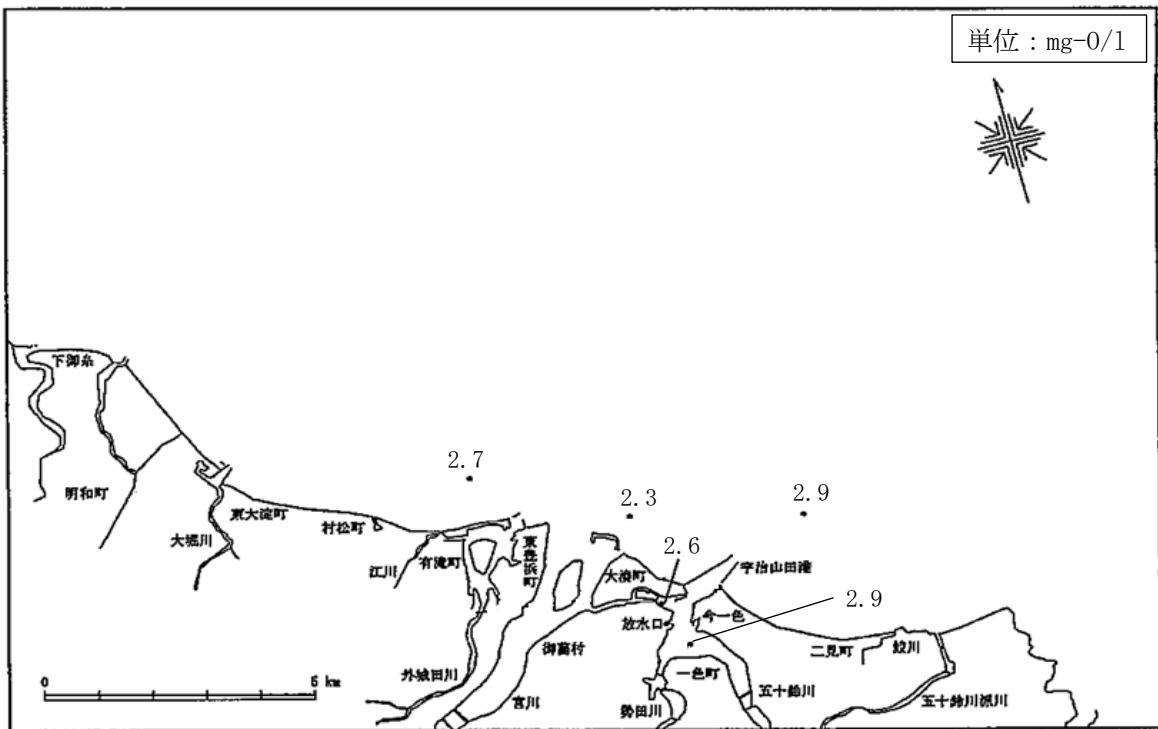 単位：mg-O/l
下御糸
2.7
明和町
東大淀町
村松町
2.3
2.9
2.6
大堀川
江川
有滝町
東豊浜町
大湊町
宇治山田港
放水口
今一色
2.9
御薗村
二見町
鮫川
外城田川
宮川
一色町
勢田川
五十鈴川
五十鈴川派川
0
5 km